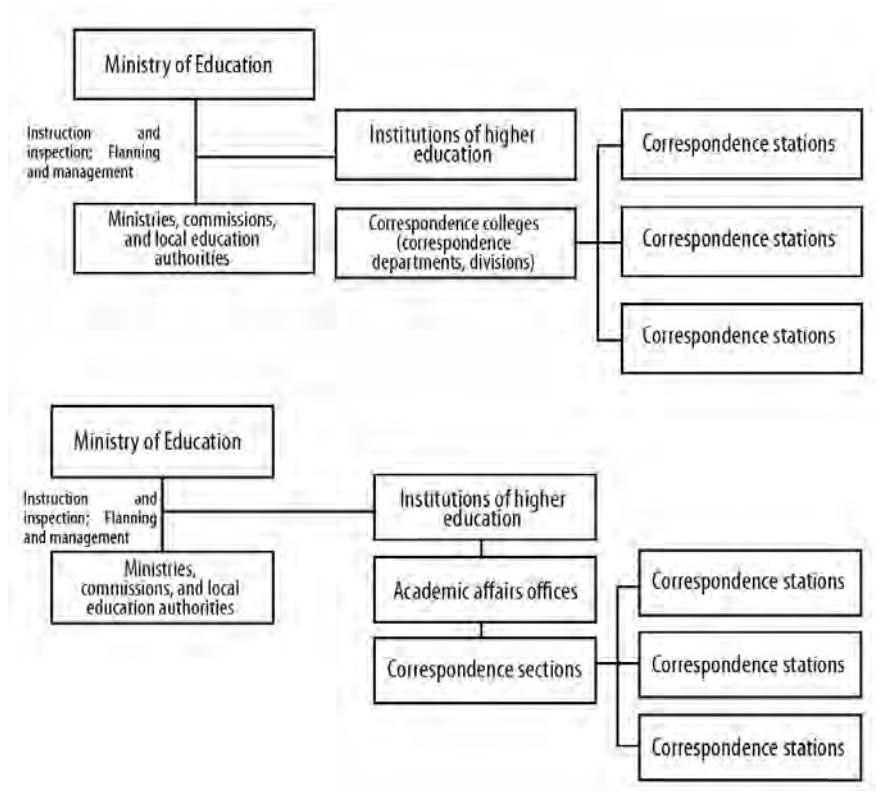 Ministry of Education
Instruction and
inspection; Flanning
and management
Institutions of higher
education
Correspondence stations
Ministries, commissions,
and local education
authorities
Correspondence colleges
(correspondence
departments, divisions)
Correspondence stations
Correspondence stations
Ministry of Education
Instruction and
inspection; Flanning
and management
Institutions of higher
education
Ministries,
commissions, and local
education authorities
Academic affairs offices
Correspondence sections
Correspondence stations
Correspondence stations
Correspondence stations